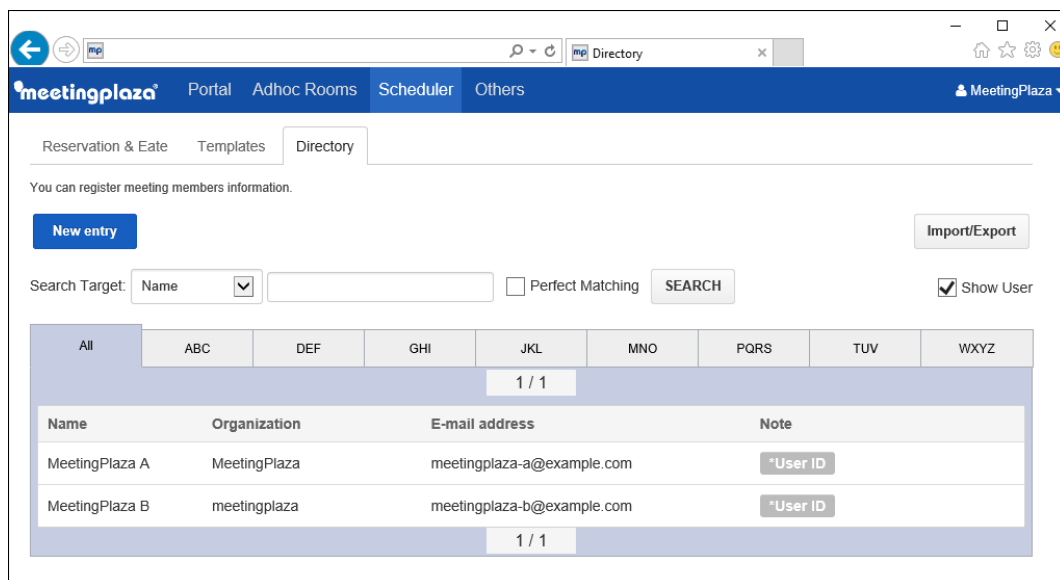 mp
mp Directory
meetingplaza Portal Adhoc Rooms Scheduler Others MeetingPlaza
Reservation & Eate Templates Directory
You can register meeting members information.
New entry Import/Export
Search Target: Name Perfect Matching SEARCH Show User
All ABC DEF GHI JKL MNO PQRS TUV WXYZ
1 / 1
Name Organization E-mail address Note
MeetingPlaza A MeetingPlaza meetingplaza-a@example.com *User ID
MeetingPlaza B meetingplaza meetingplaza-b@example.com *User ID
1 / 1